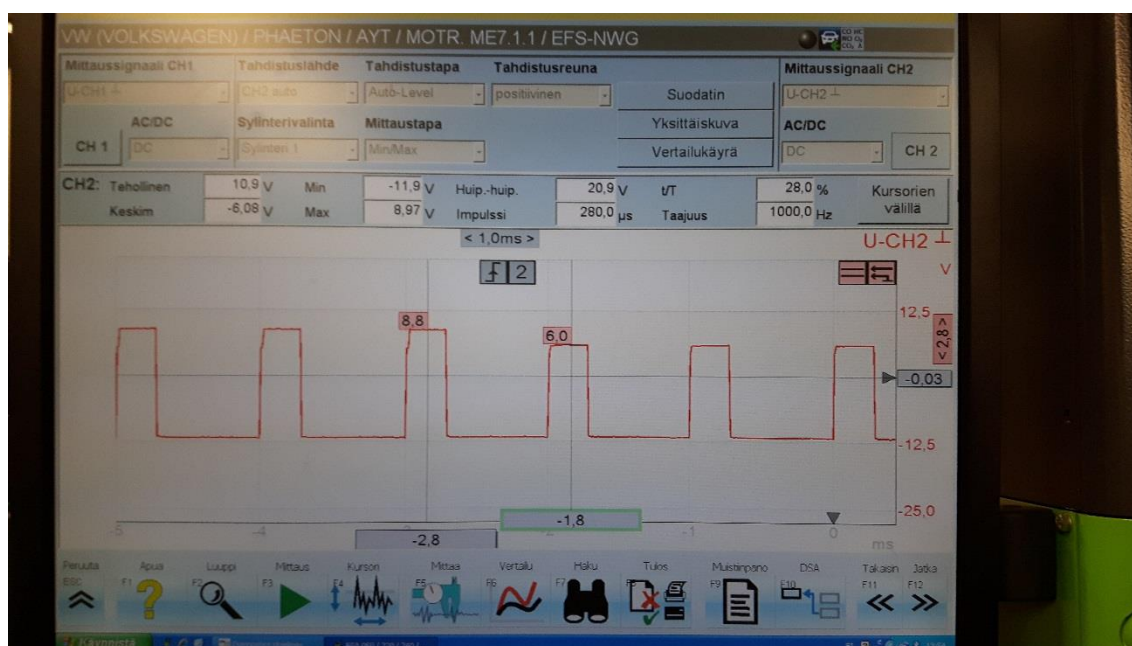 VW (VOLKSWAGEN) / PHAETON / AYT / MOTR. ME7.1.1 / EFS-NWG
Mittaussignaali CH1 Tahdistuslähde Tahdistustapa Tahdistusreuna Mittaussignaali CH2
U-CH1 ⊥ CH2 auto Auto-Level positiivinen Suodatin U-CH2 ⊥
AC/DC Sylinterivalinta Mittaustapa Yksittäiskuva AC/DC
CH 1 DC Sylinteri 1 Min/Max Vertailukäyrä DC CH 2
CH2: Tehollinen 10,9 V Min -11,9 V Huip.-huip. 20,9 V t/T 28,0 % Kursorien
Keskim -6,08 V Max 8,97 V Impulssi 280,0 µs Taajuus 1000,0 Hz välillä
< 1,0ms > U-CH2 ⊥
2 V
12,5
8,8
6,0
< 2,8 >
-0,03
-12,5
-25,0
-1,8
-5 -4 -1 0
-2,8 ms
Peruuta Apua Luuppi Mittaus Kursori Mittaa Vertailu Haku Tulos Muistiinpano DSA Takaisin Jatka
ESC F1 F2 F3 F4 F5 F6 F7 F9 F10 F11 F12
Käynnistä